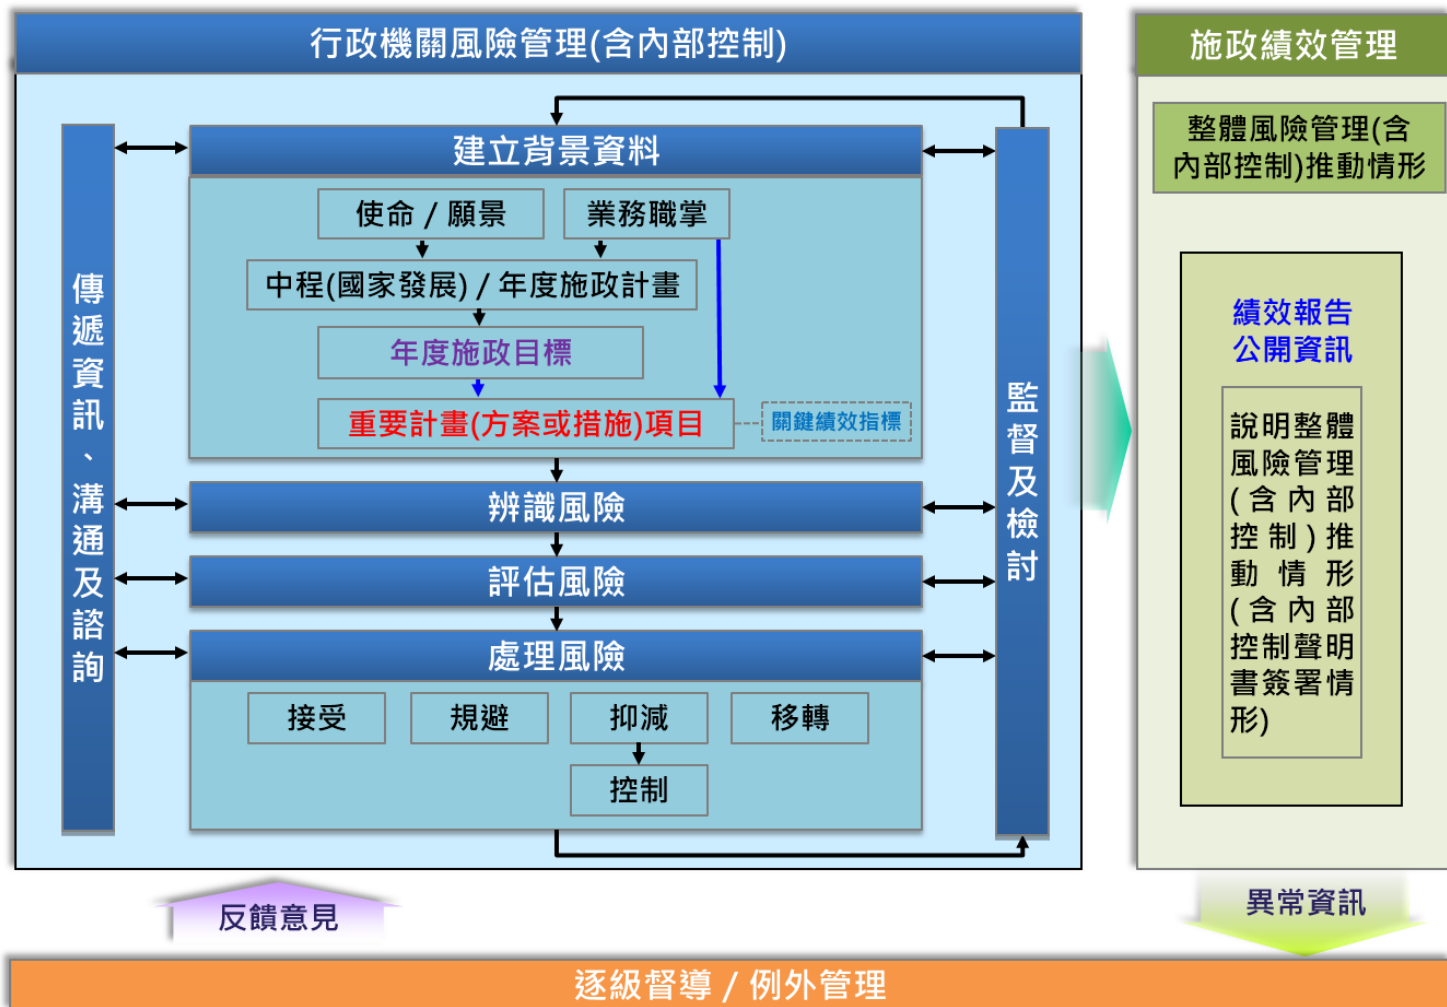 行政機關風險管理(含內部控制)
傳遞資訊、溝通及諮詢
建立背景資料
使命 / 願景
業務職掌
中程(國家發展) / 年度施政計畫
年度施政目標
重要計畫(方案或措施)項目
關鍵績效指標
辨識風險
評估風險
處理風險
接受
規避
抑減
移轉
控制
監督及檢討
施政績效管理
整體風險管理(含
內部控制)推動情形
績效報告
公開資訊
說明整體
風險管理
(含內部
控制)推
動情形
(含內部
控制聲明
書簽署情
形)
反饋意見
異常資訊
逐級督導 / 例外管理